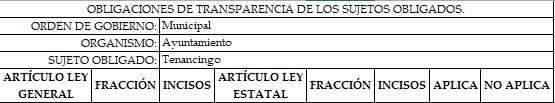 OBLIGACIONES DE TRANSPARENCIA DE LOS SUJETOS OBLIGADOS.
ORDEN DE GOBIERNO: Municipal
ORGANISMO: Ayuntamiento
SUJETO OBLIGADO: Tenancingo
ARTÍCULO LEY GENERAL FRACCIÓN INCISOS ARTÍCULO LEY ESTATAL FRACCIÓN INCISOS APLICA NO APLICA